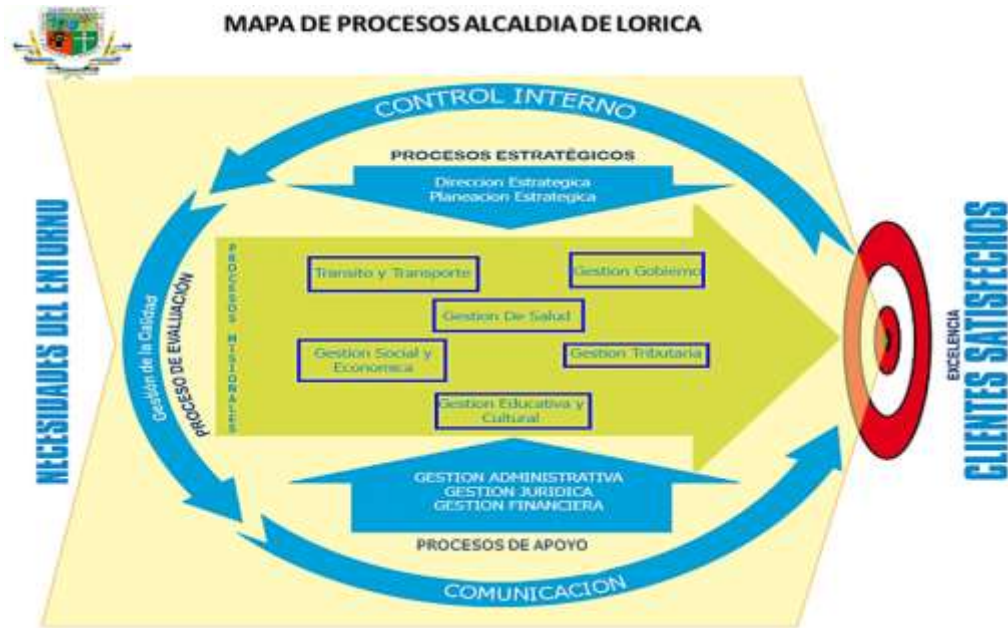 MAPA DE PROCESOS ALCALDIA DE LORICA
CONTROL INTERNO
PROCESOS ESTRATÉGICOS
Direccion Estrategica
Planeacion Estrategica
NECESIDADES DEL ENTORNO
Gestión de la Calidad
PROCESO DE EVALUACIÓN
PROCESOS MISIONALES
Transito y Transporte
Gestion Gobierno
Gestion De Salud
Gestion Social y
Economica
Gestion Tributaria
Gestion Educativa y
Cultural
GESTION ADMINISTRATIVA
GESTION JURIDICA
GESTION FINANCIERA
PROCESOS DE APOYO
COMUNICACION
EXCELENCIA
CLIENTES SATISFECHOS